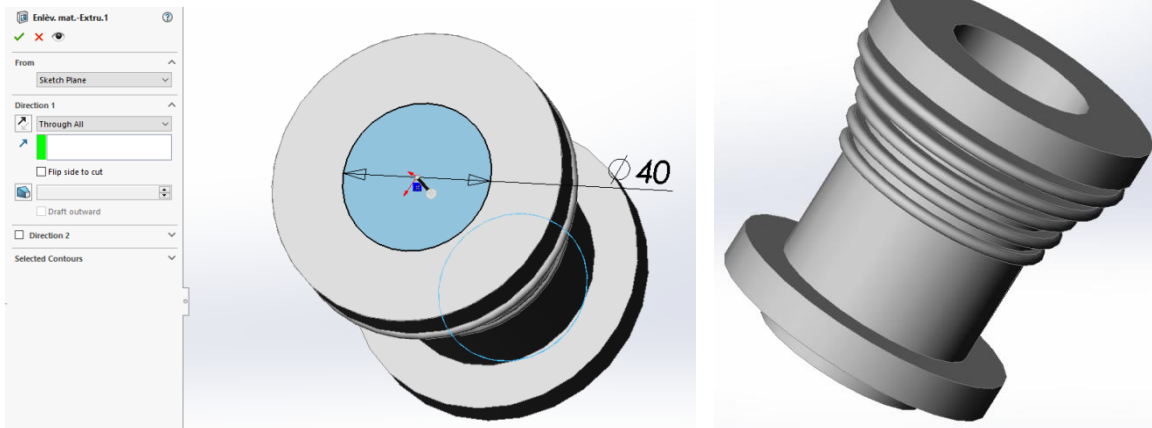 Enlèv. mat.-Extru.1
From
Sketch Plane
Direction 1
Through All
Flip side to cut
Draft outward
Direction 2
Selected Contours
∅40